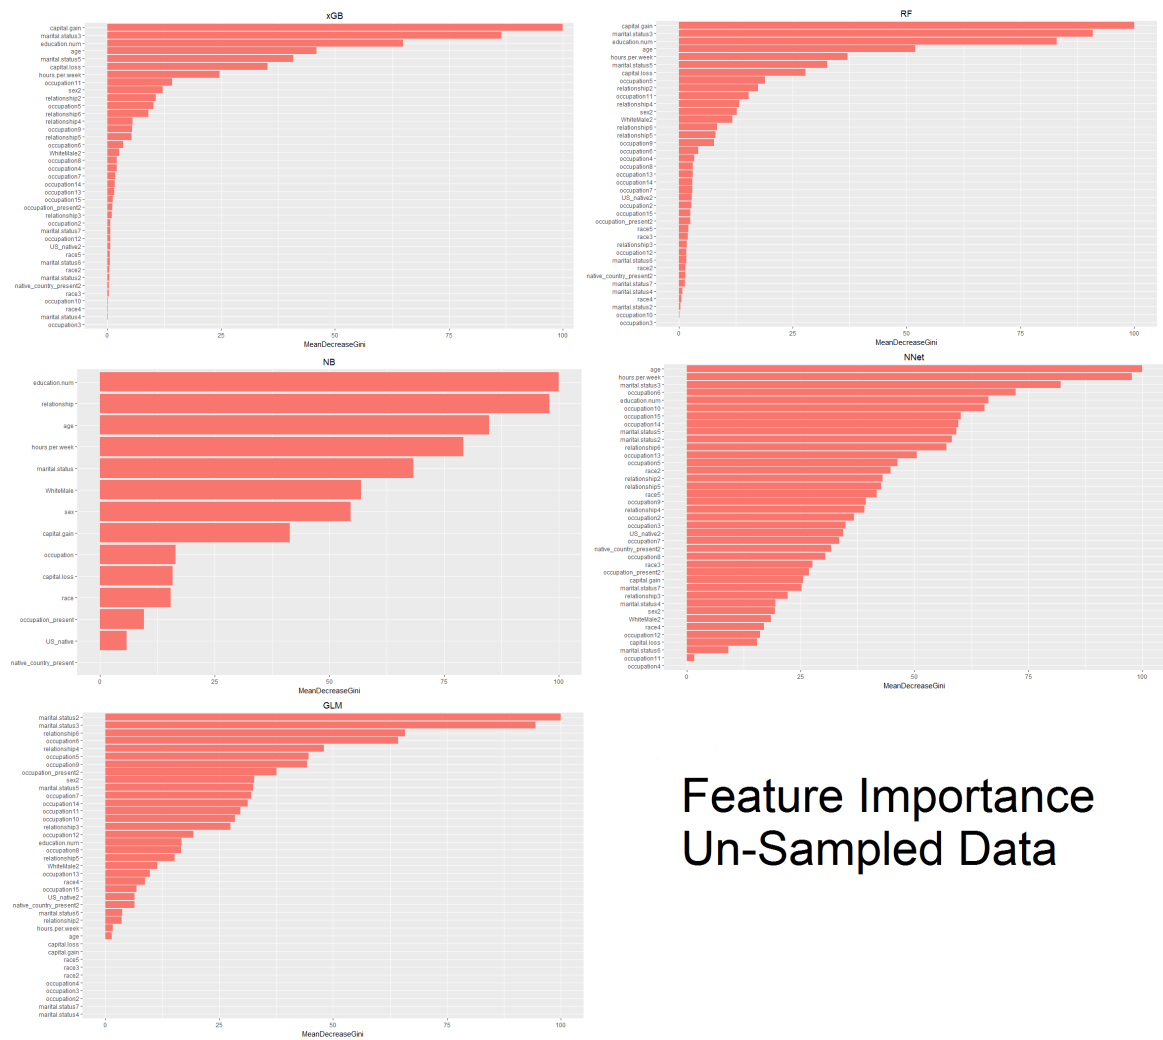 xGB
capital.gain
marital.status3
education.num
age
marital.status5
capital.loss
hours.per.week
occupation11
sex2
relationship2
occupation5
relationship6
relationship4
occupation9
relationship5
occupation6
WhiteMale2
occupation8
occupation4
occupation7
occupation14
occupation13
occupation15
occupation_present2
relationship3
occupation2
marital.status7
occupation12
US_native2
race5
marital.status6
race2
marital.status2
native_country_present2
race3
occupation10
race4
marital.status4
occupation3
0 25 50 75 100
MeanDecreaseGini
RF
capital.gain
marital.status3
education.num
age
hours.per.week
marital.status5
capital.loss
occupation5
relationship2
occupation11
relationship4
sex2
WhiteMale2
relationship6
relationship5
occupation9
occupation6
occupation4
occupation8
occupation13
occupation14
occupation7
US_native2
occupation2
occupation15
occupation_present2
race5
race3
relationship3
occupation12
marital.status6
race2
native_country_present2
marital.status7
marital.status4
race4
marital.status2
occupation10
occupation3
0 25 50 75 100
MeanDecreaseGini
NB
education.num
relationship
age
hours.per.week
marital.status
WhiteMale
sex
capital.gain
occupation
capital.loss
race
occupation_present
US_native
native_country_present
0 25 50 75 100
MeanDecreaseGini
NNet
age
hours.per.week
marital.status3
occupation6
education.num
occupation10
occupation15
occupation14
marital.status5
marital.status2
relationship6
occupation13
occupation5
race2
relationship2
relationship5
race5
occupation9
relationship4
occupation2
occupation3
US_native2
occupation7
native_country_present2
occupation8
race3
occupation_present2
capital.gain
marital.status7
relationship3
marital.status4
sex2
WhiteMale2
race4
occupation12
capital.loss
marital.status6
occupation11
occupation4
0 25 50 75 100
MeanDecreaseGini
GLM
marital.status2
marital.status3
relationship6
occupation6
relationship4
occupation5
occupation9
occupation_present2
sex2
marital.status5
occupation7
occupation14
occupation11
occupation10
relationship3
occupation12
education.num
occupation8
relationship5
WhiteMale2
occupation13
race4
occupation15
US_native2
native_country_present2
marital.status6
relationship2
hours.per.week
age
capital.loss
capital.gain
race5
race3
race2
occupation4
occupation3
occupation2
marital.status7
marital.status4
0 25 50 75 100
MeanDecreaseGini
Feature Importance
Un-Sampled Data